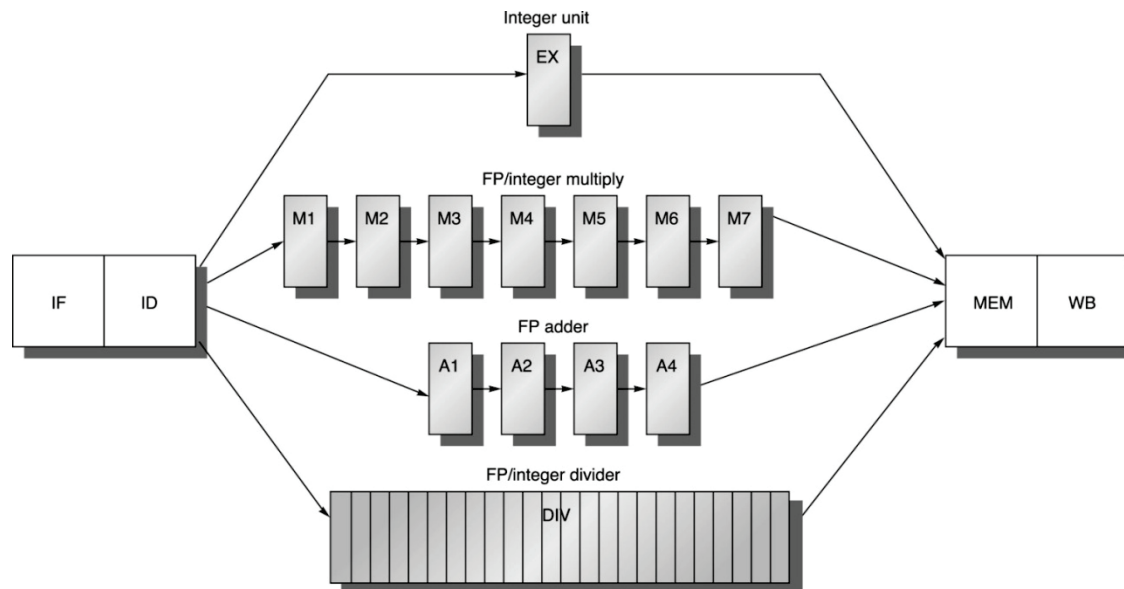 Integer unit
EX
FP/integer multiply
M1 M2 M3 M4 M5 M6 M7
IF ID MEM WB
FP adder
A1 A2 A3 A4
FP/integer divider
DIV